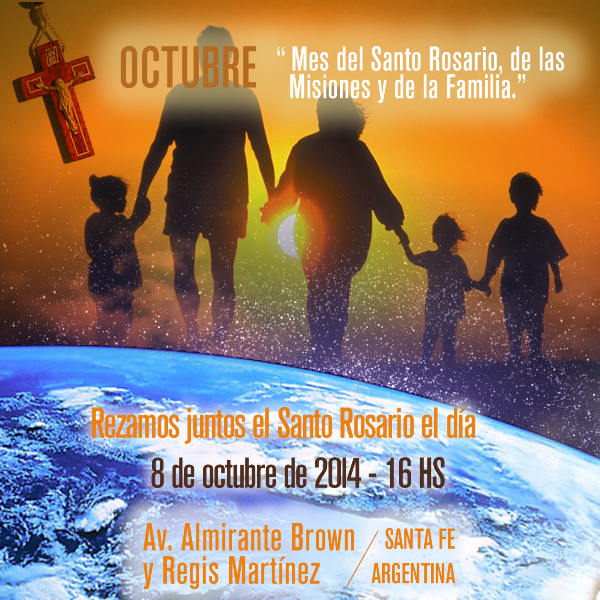 OCTUBRE
“ Mes del Santo Rosario, de las
Misiones y de la Familia.”
Rezamos juntos el Santo Rosario el día
8 de octubre de 2014 - 16 HS
Av. Almirante Brown
y Regis Martínez
/ SANTA FE
ARGENTINA